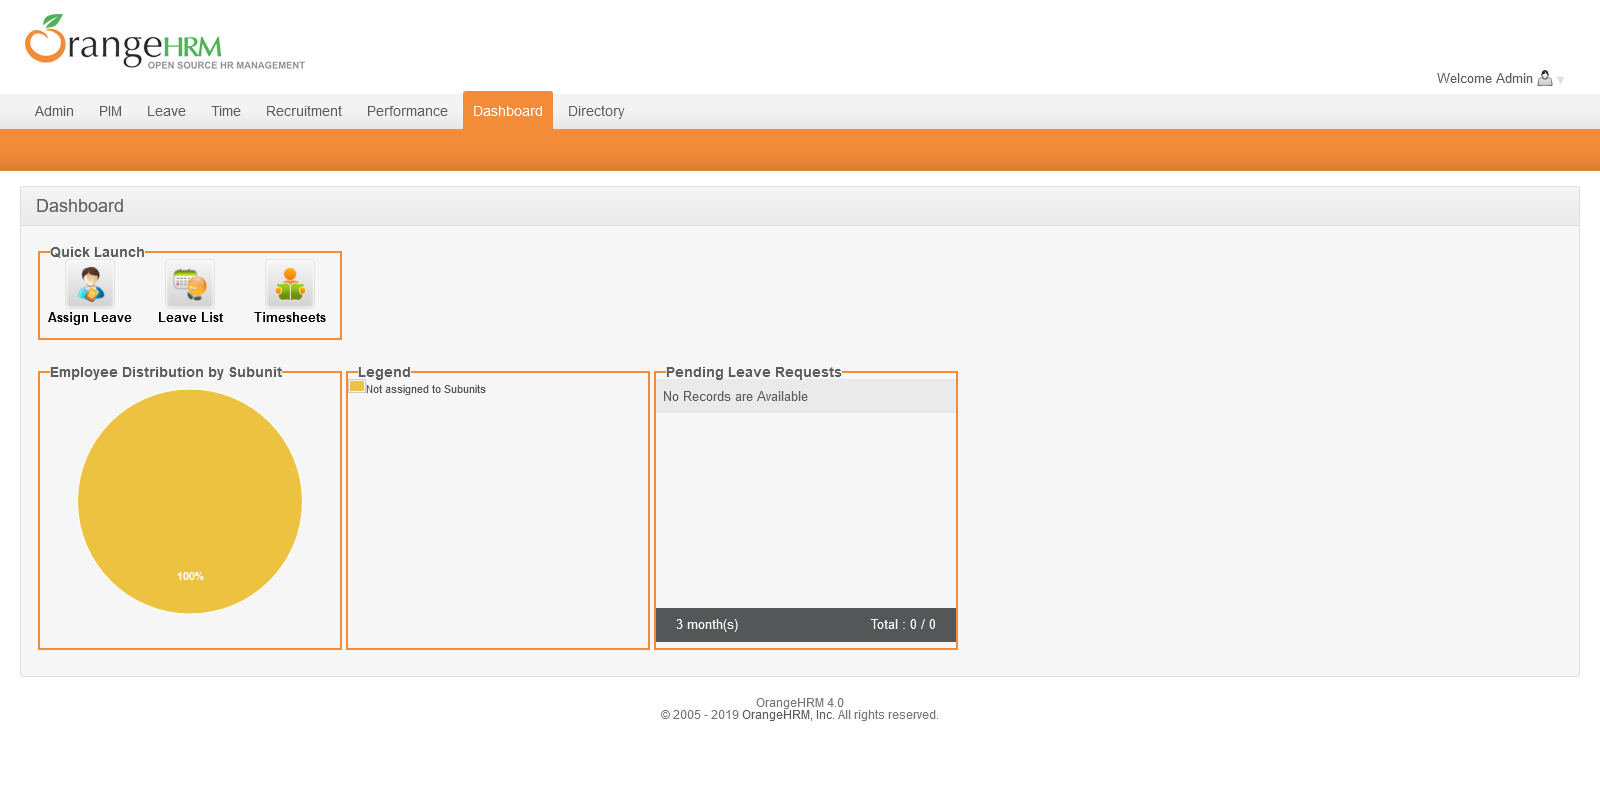 OrangeHRM
OPEN SOURCE HR MANAGEMENT
Welcome Admin
Admin PIM Leave Time Recruitment Performance Dashboard Directory
Dashboard
Quick Launch
Assign Leave Leave List Timesheets
Employee Distribution by Subunit
100%
Legend
Not assigned to Subunits
Pending Leave Requests
No Records are Available
3 month(s) Total : 0 / 0
OrangeHRM 4.0
© 2005 - 2019 OrangeHRM, Inc. All rights reserved.